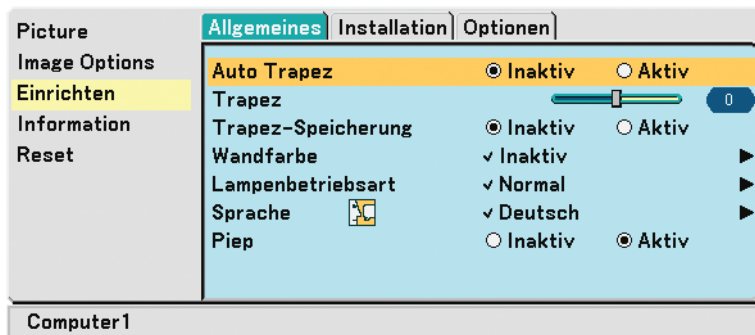 Picture
Image Options
Einrichten
Information
Reset
Allgemeines Installation Optionen
Auto Trapez Inaktiv Aktiv
Trapez 0
Trapez-Speicherung Inaktiv Aktiv
Wandfarbe Inaktiv
Lampenbetriebsart Normal
Sprache Deutsch
Piep Inaktiv Aktiv
Computer1